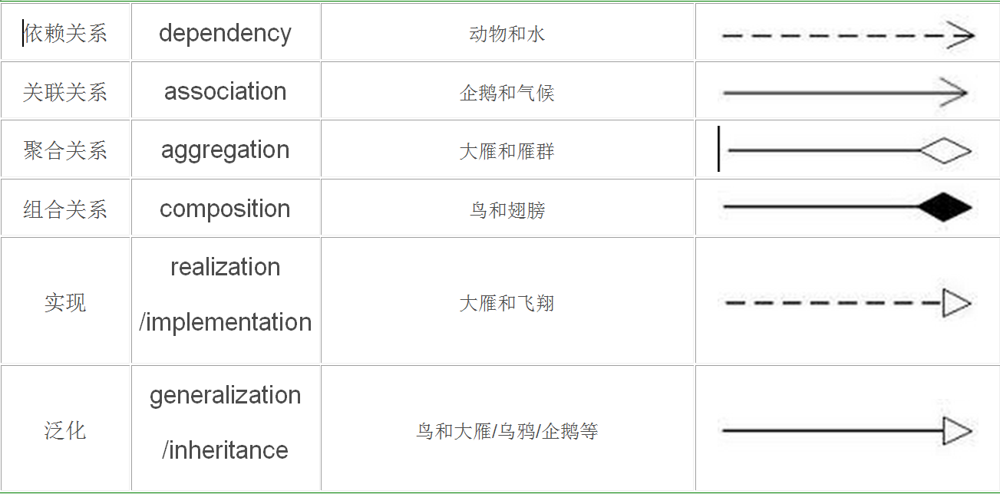 依赖关系 dependency 动物和水
关联关系 association 企鹅和气候
聚合关系 aggregation 大雁和雁群
组合关系 composition 鸟和翅膀
实现 realization 大雁和飞翔
/implementation
泛化 generalization 鸟和大雁/乌鸦/企鹅等
/inheritance